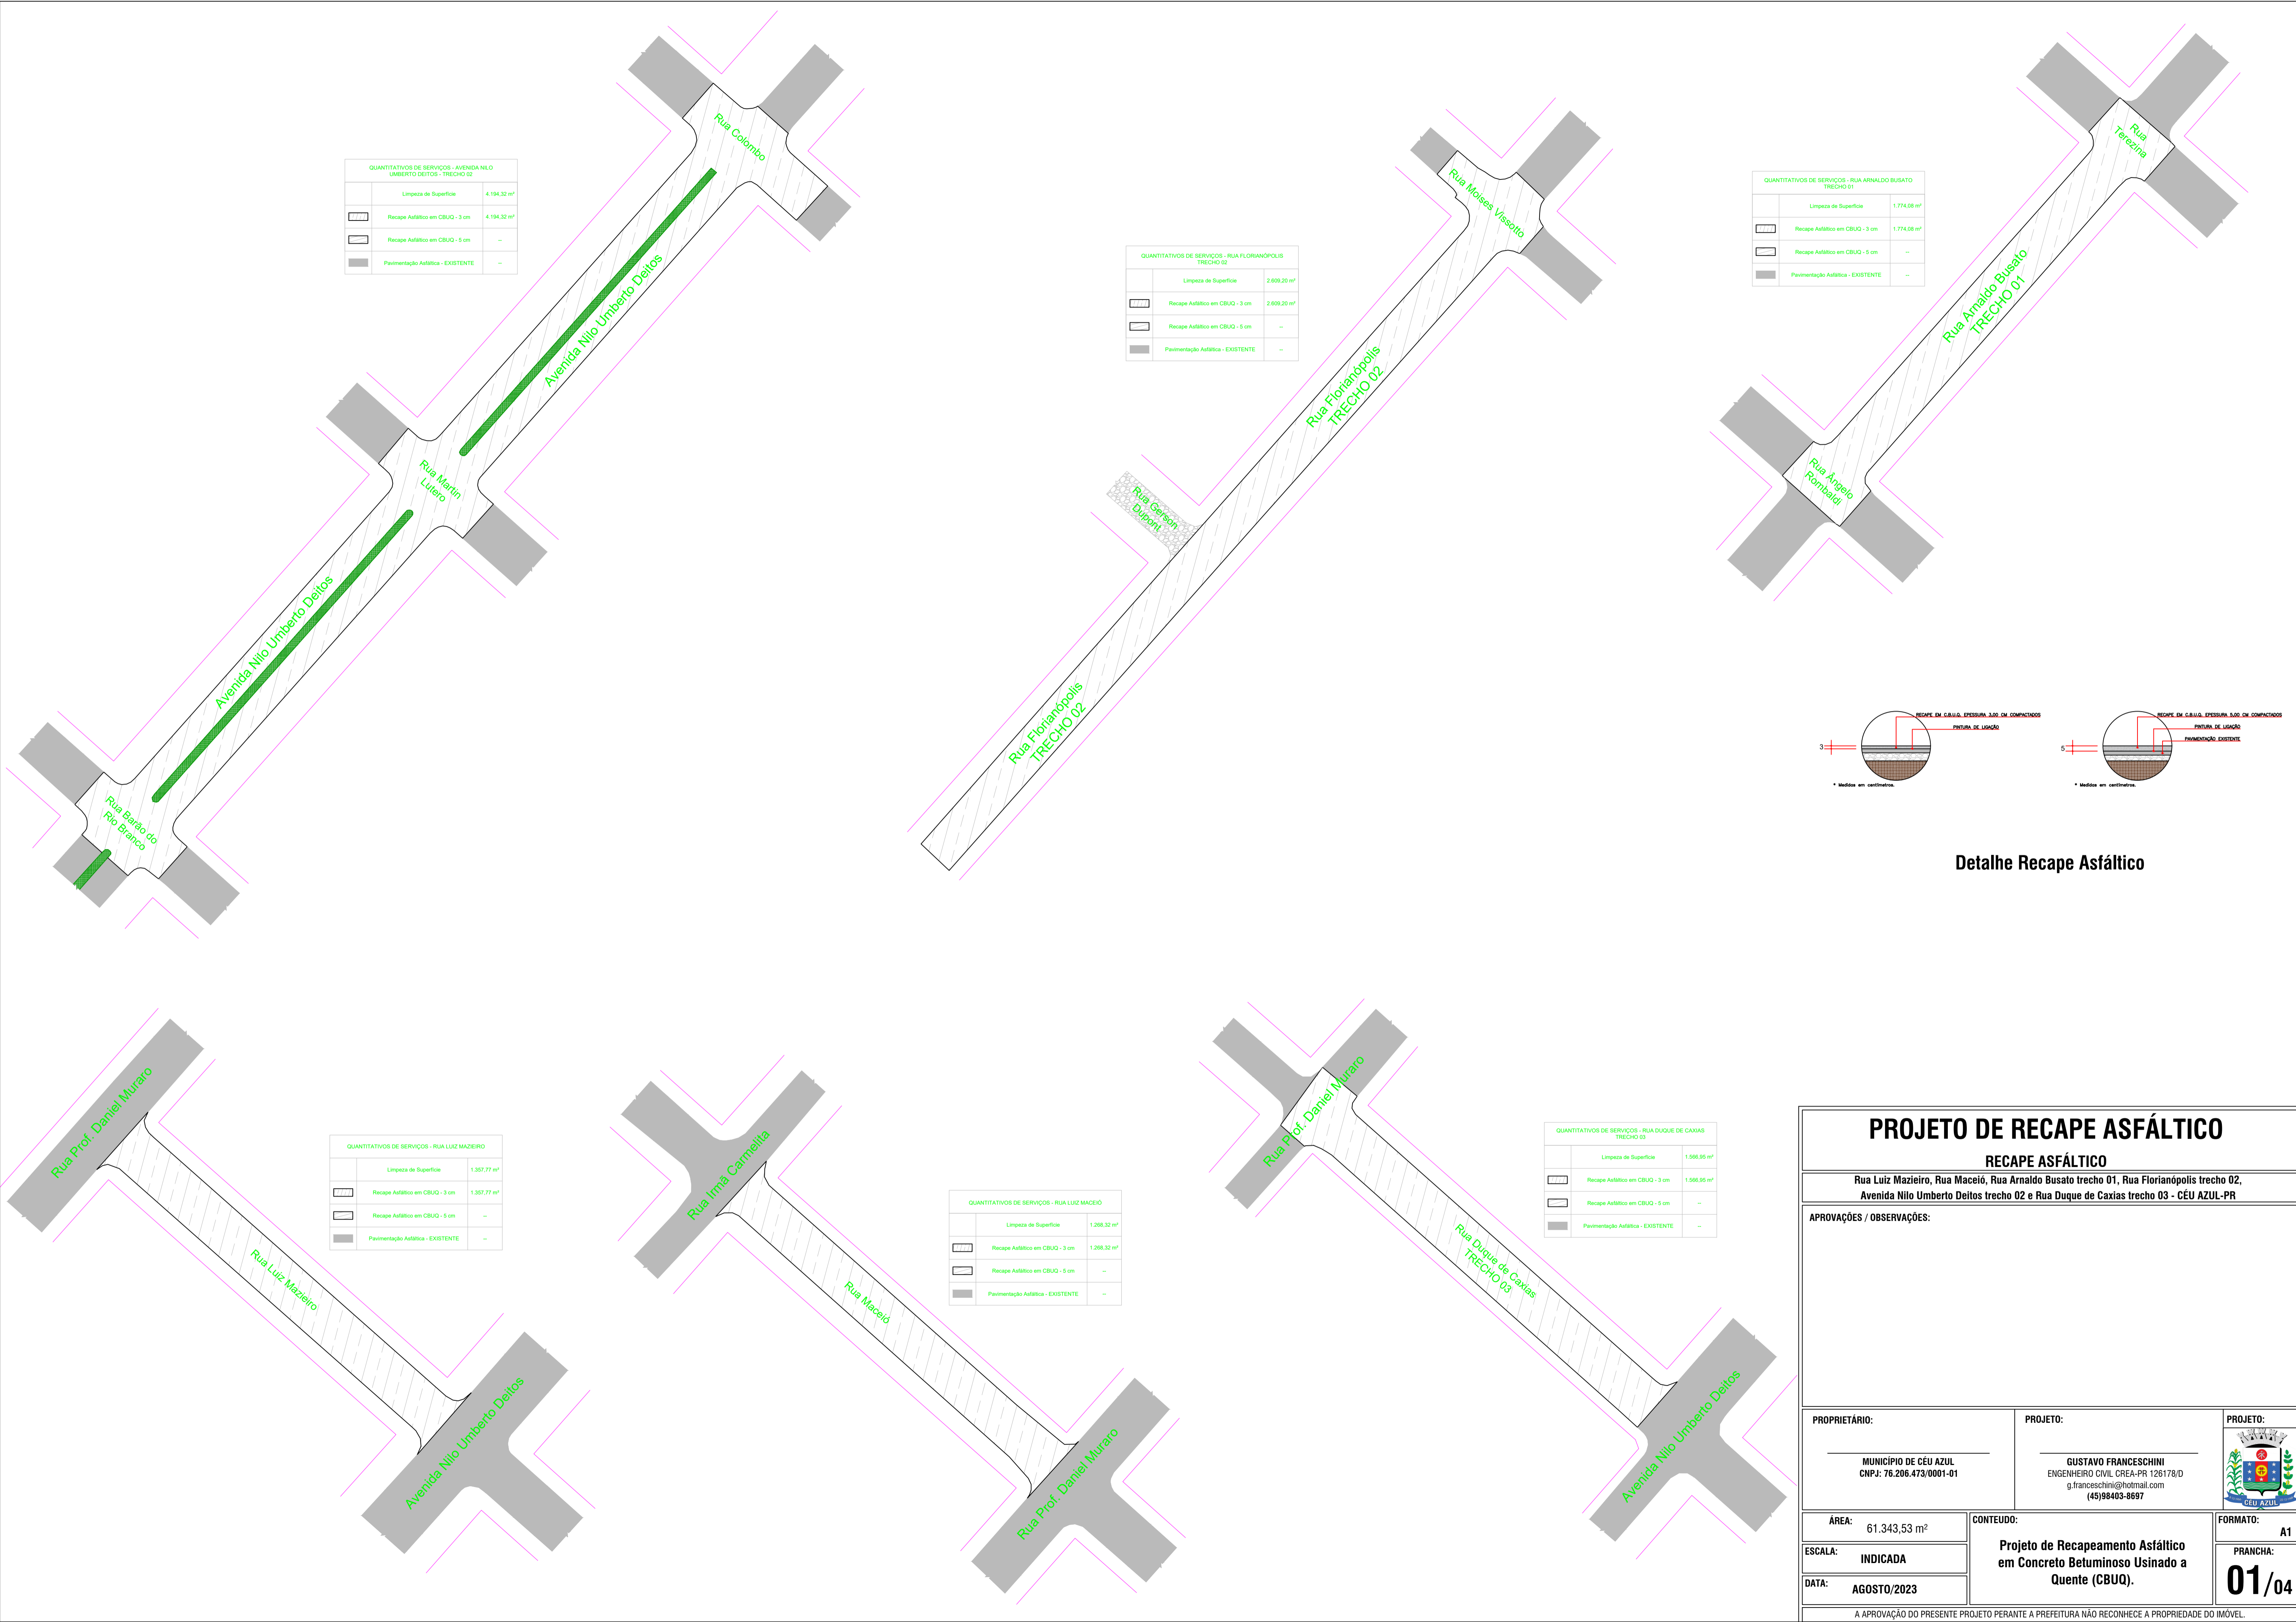 QUANTITATIVOS DE SERVIÇOS - AVENIDA NILO
UMBERTO DEITOS - TRECHO 02
Limpeza de Superfície 4.194,32 m²
Recape Asfáltico em CBUQ - 3 cm 4.194,32 m²
Recape Asfáltico em CBUQ - 5 cm --
Pavimentação Asfáltica - EXISTENTE --
Rua Colombo
Avenida Nilo Umberto Deitos
Rua Martin
Lutero
Avenida Nilo Umberto Deitos
Rua Barão do
Rio Branco
QUANTITATIVOS DE SERVIÇOS - RUA FLORIANÓPOLIS
TRECHO 02
Limpeza de Superfície
Recape Asfáltico em CBUQ - 3 cm
Recape Asfáltico em CBUQ - 5 cm --
Pavimentação Asfáltica - EXISTENTE --
Rua Moises Vissotto
Rua Florianópolis
TRECHO 02
Rua Gerson
Dupont
Rua Florianópolis
TRECHO 02
QUANTITATIVOS DE SERVIÇOS - RUA ARNALDO BUSATO
TRECHO 01
Limpeza de Superfície 1.774,08 m²
Recape Asfáltico em CBUQ - 3 cm 1.774,08 m²
Recape Asfáltico em CBUQ - 5 cm --
Pavimentação Asfáltica - EXISTENTE --
Rua
Terezina
Rua Arnaldo Busato
TRECHO 01
Rua Ângelo
Rombaldi
RECAPE EM C.B.U.Q. EPESSURA 3,00 CM COMPACTADOS
PINTURA DE LIGAÇÃO
3
* Medidas em centímetros.
RECAPE EM C.B.U.Q. EPESSURA 5,00 CM COMPACTADOS
PINTURA DE LIGAÇÃO
PAVIMENTAÇÃO EXISTENTE
5
* Medidas em centímetros.
Detalhe Recape Asfáltico
Rua Prof. Daniel Muraro
Rua Luiz Mazieiro
Avenida Nilo Umberto Deitos
QUANTITATIVOS DE SERVIÇOS - RUA LUIZ MAZIEIRO
Limpeza de Superfície 1.357,77 m²
Recape Asfáltico em CBUQ - 3 cm 1.357,77 m²
Recape Asfáltico em CBUQ - 5 cm --
Pavimentação Asfáltica - EXISTENTE --
Rua Irmã Carmelita
Rua Maceió
Rua Prof. Daniel Muraro
QUANTITATIVOS DE SERVIÇOS - RUA LUIZ MACEIÓ
Limpeza de Superfície 1.268,32 m²
Recape Asfáltico em CBUQ - 3 cm 1.268,32 m²
Recape Asfáltico em CBUQ - 5 cm --
Pavimentação Asfáltica - EXISTENTE --
Rua Prof. Daniel Muraro
Rua Duque de Caxias
TRECHO 03
Avenida Nilo Umberto Deitos
QUANTITATIVOS DE SERVIÇOS - RUA DUQUE DE CAXIAS
TRECHO 03
Limpeza de Superfície
Recape Asfáltico em CBUQ - 3 cm
Recape Asfáltico em CBUQ - 5 cm --
Pavimentação Asfáltica - EXISTENTE --
PROJETO DE RECAPE ASFÁLTICO
RECAPE ASFÁLTICO
Rua Luiz Mazieiro, Rua Maceió, Rua Arnaldo Busato trecho 01, Rua Florianópolis trecho 02,
Avenida Nilo Umberto Deitos trecho 02 e Rua Duque de Caxias trecho 03 - CÉU AZUL-PR
APROVAÇÕES / OBSERVAÇÕES:
PROPRIETÁRIO:
MUNICÍPIO DE CÉU AZUL
CNPJ: 76.206.473/0001-01
PROJETO:
GUSTAVO FRANCESCHINI
ENGENHEIRO CIVIL CREA-PR 126178/D
g.franceschini@hotmail.com
(45)98403-8697
PROJETO:
CÉU AZUL
ÁREA: 61.343,53 m²
ESCALA: INDICADA
DATA: AGOSTO/2023
CONTEUDO:
Projeto de Recapeamento Asfáltico
em Concreto Betuminoso Usinado a
Quente (CBUQ).
FORMATO:
A1
PRANCHA:
01/04
A APROVAÇÃO DO PRESENTE PROJETO PERANTE A PREFEITURA NÃO RECONHECE A PROPRIEDADE DO IMÓVEL.